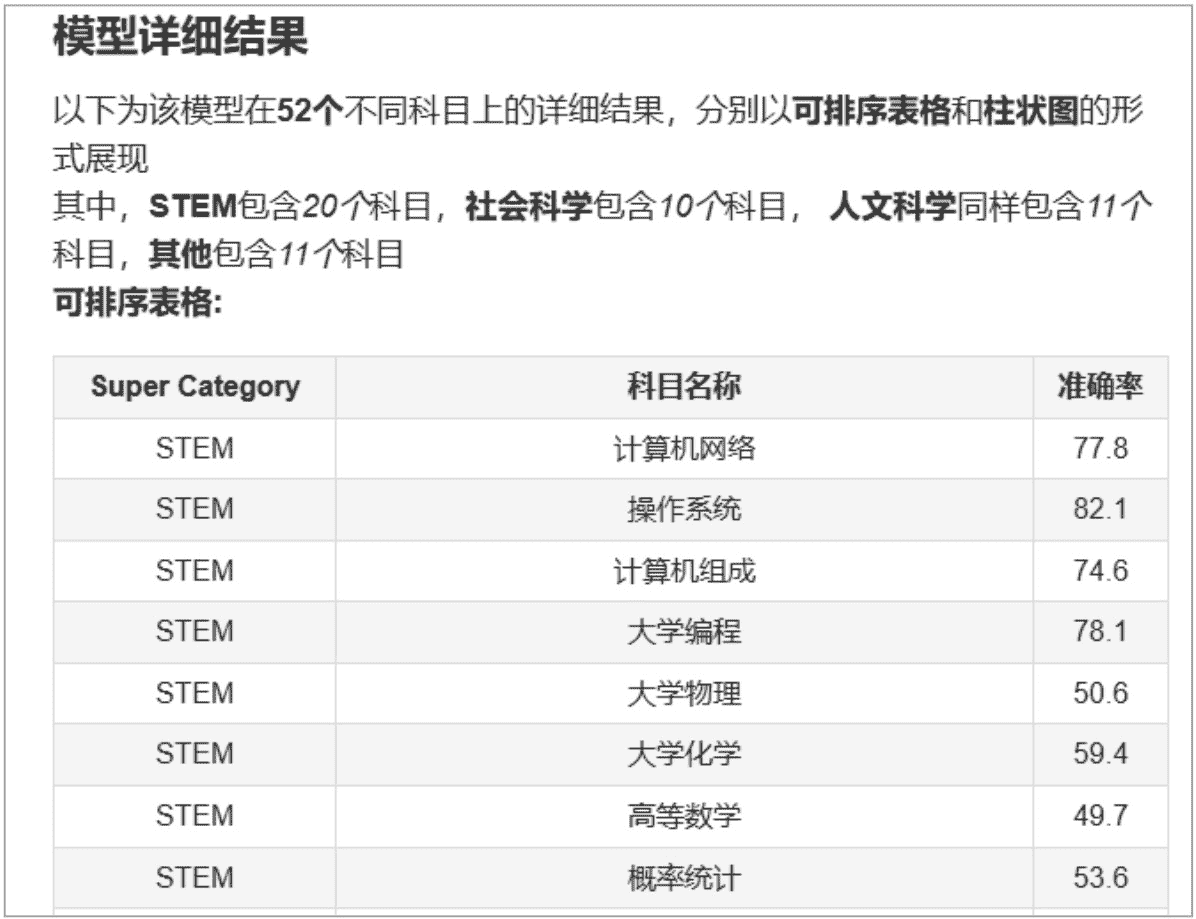 模型详细结果
以下为该模型在52个不同科目上的详细结果，分别以可排序表格和柱状图的形
式展现
其中，STEM包含20个科目，社会科学包含10个科目， 人文科学同样包含11个
科目，其他包含11个科目
可排序表格:
Super Category 科目名称 准确率
STEM 计算机网络 77.8
STEM 操作系统 82.1
STEM 计算机组成 74.6
STEM 大学编程 78.1
STEM 大学物理 50.6
STEM 大学化学 59.4
STEM 高等数学 49.7
STEM 概率统计 53.6